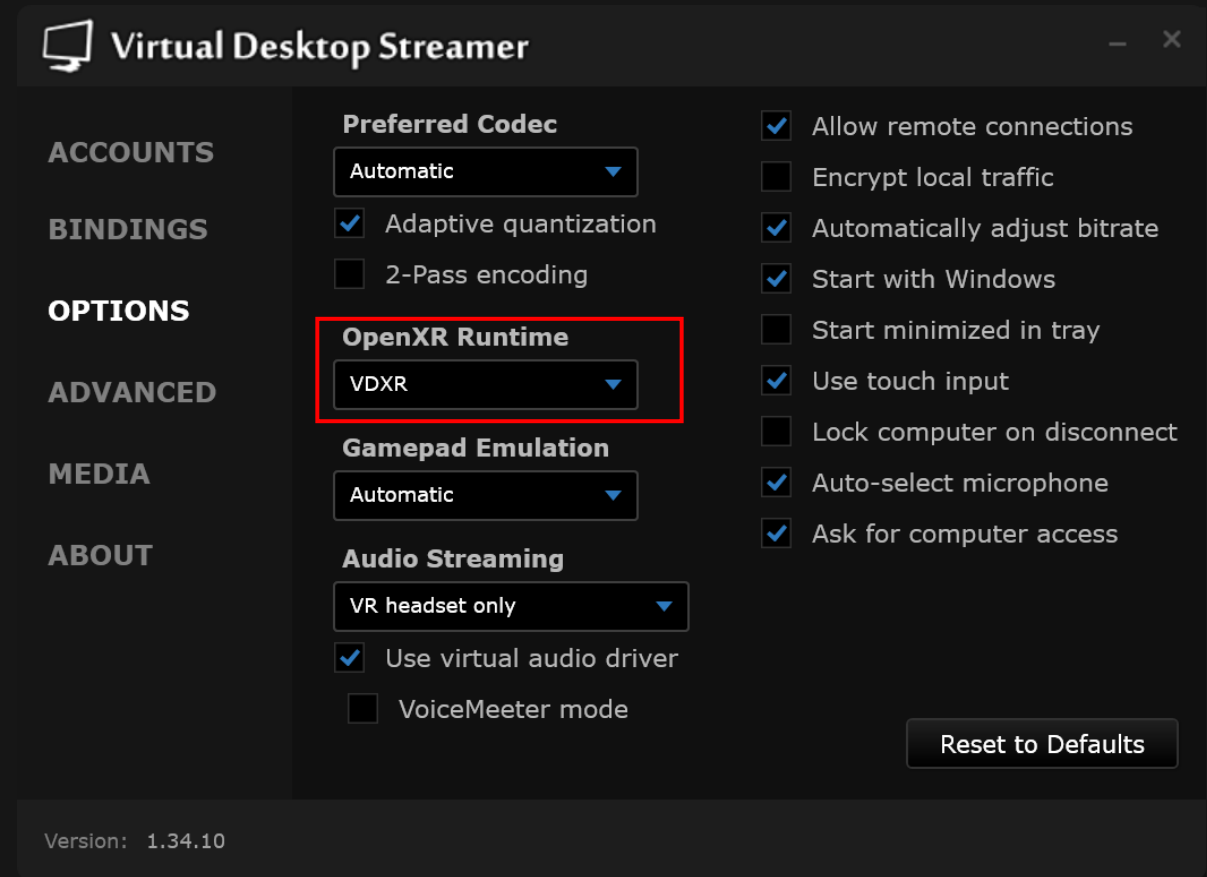 Virtual Desktop Streamer
ACCOUNTS
BINDINGS
OPTIONS
ADVANCED
MEDIA
ABOUT
Preferred Codec
Automatic
Adaptive quantization
2-Pass encoding
OpenXR Runtime
VDXR
Gamepad Emulation
Automatic
Audio Streaming
VR headset only
Use virtual audio driver
VoiceMeeter mode
Allow remote connections
Encrypt local traffic
Automatically adjust bitrate
Start with Windows
Start minimized in tray
Use touch input
Lock computer on disconnect
Auto-select microphone
Ask for computer access
Reset to Defaults
Version: 1.34.10